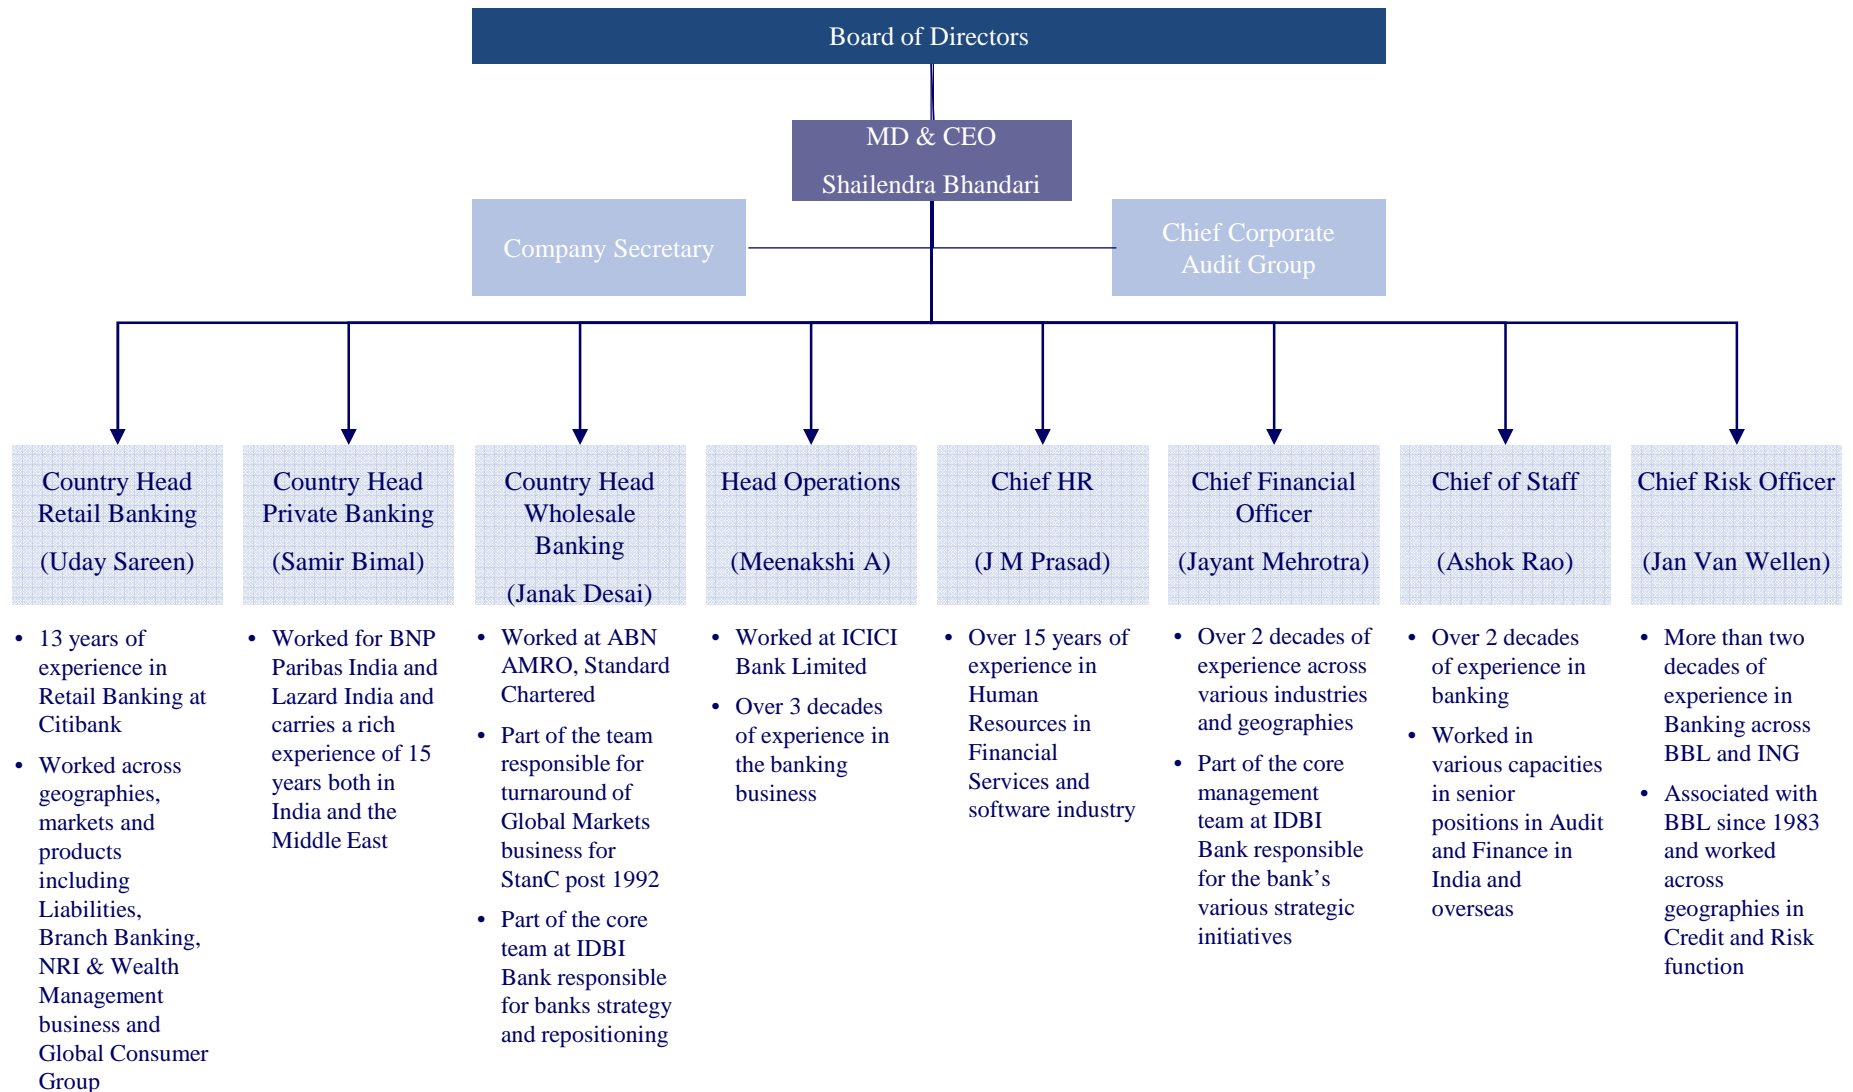 Board of Directors
MD & CEO
Shailendra Bhandari
Company Secretary
Chief Corporate
Audit Group
Country Head
Retail Banking
(Uday Sareen)
Country Head
Private Banking
(Samir Bimal)
Country Head
Wholesale
Banking
(Janak Desai)
Head Operations
(Meenakshi A)
Chief HR
(J M Prasad)
Chief Financial
Officer
(Jayant Mehrotra)
Chief of Staff
(Ashok Rao)
Chief Risk Officer
(Jan Van Wellen)
• 13 years of
experience in
Retail Banking at
Citibank
• Worked across
geographies,
markets and
products
including
Liabilities,
Branch Banking,
NRI & Wealth
Management
business and
Global Consumer
Group
• Worked for BNP
Paribas India and
Lazard India and
carries a rich
experience of 15
years both in
India and the
Middle East
• Worked at ABN
AMRO, Standard
Chartered
• Part of the team
responsible for
turnaround of
Global Markets
business for
StanC post 1992
• Part of the core
team at IDBI
Bank responsible
for banks strategy
and repositioning
• Worked at ICICI
Bank Limited
• Over 3 decades
of experience in
the banking
business
• Over 15 years of
experience in
Human
Resources in
Financial
Services and
software industry
• Over 2 decades of
experience across
various industries
and geographies
• Part of the core
management
team at IDBI
Bank responsible
for the bank’s
various strategic
initiatives
• Over 2 decades
of experience in
banking
• Worked in
various capacities
in senior
positions in Audit
and Finance in
India and
overseas
• More than two
decades of
experience in
Banking across
BBL and ING
• Associated with
BBL since 1983
and worked
across
geographies in
Credit and Risk
function